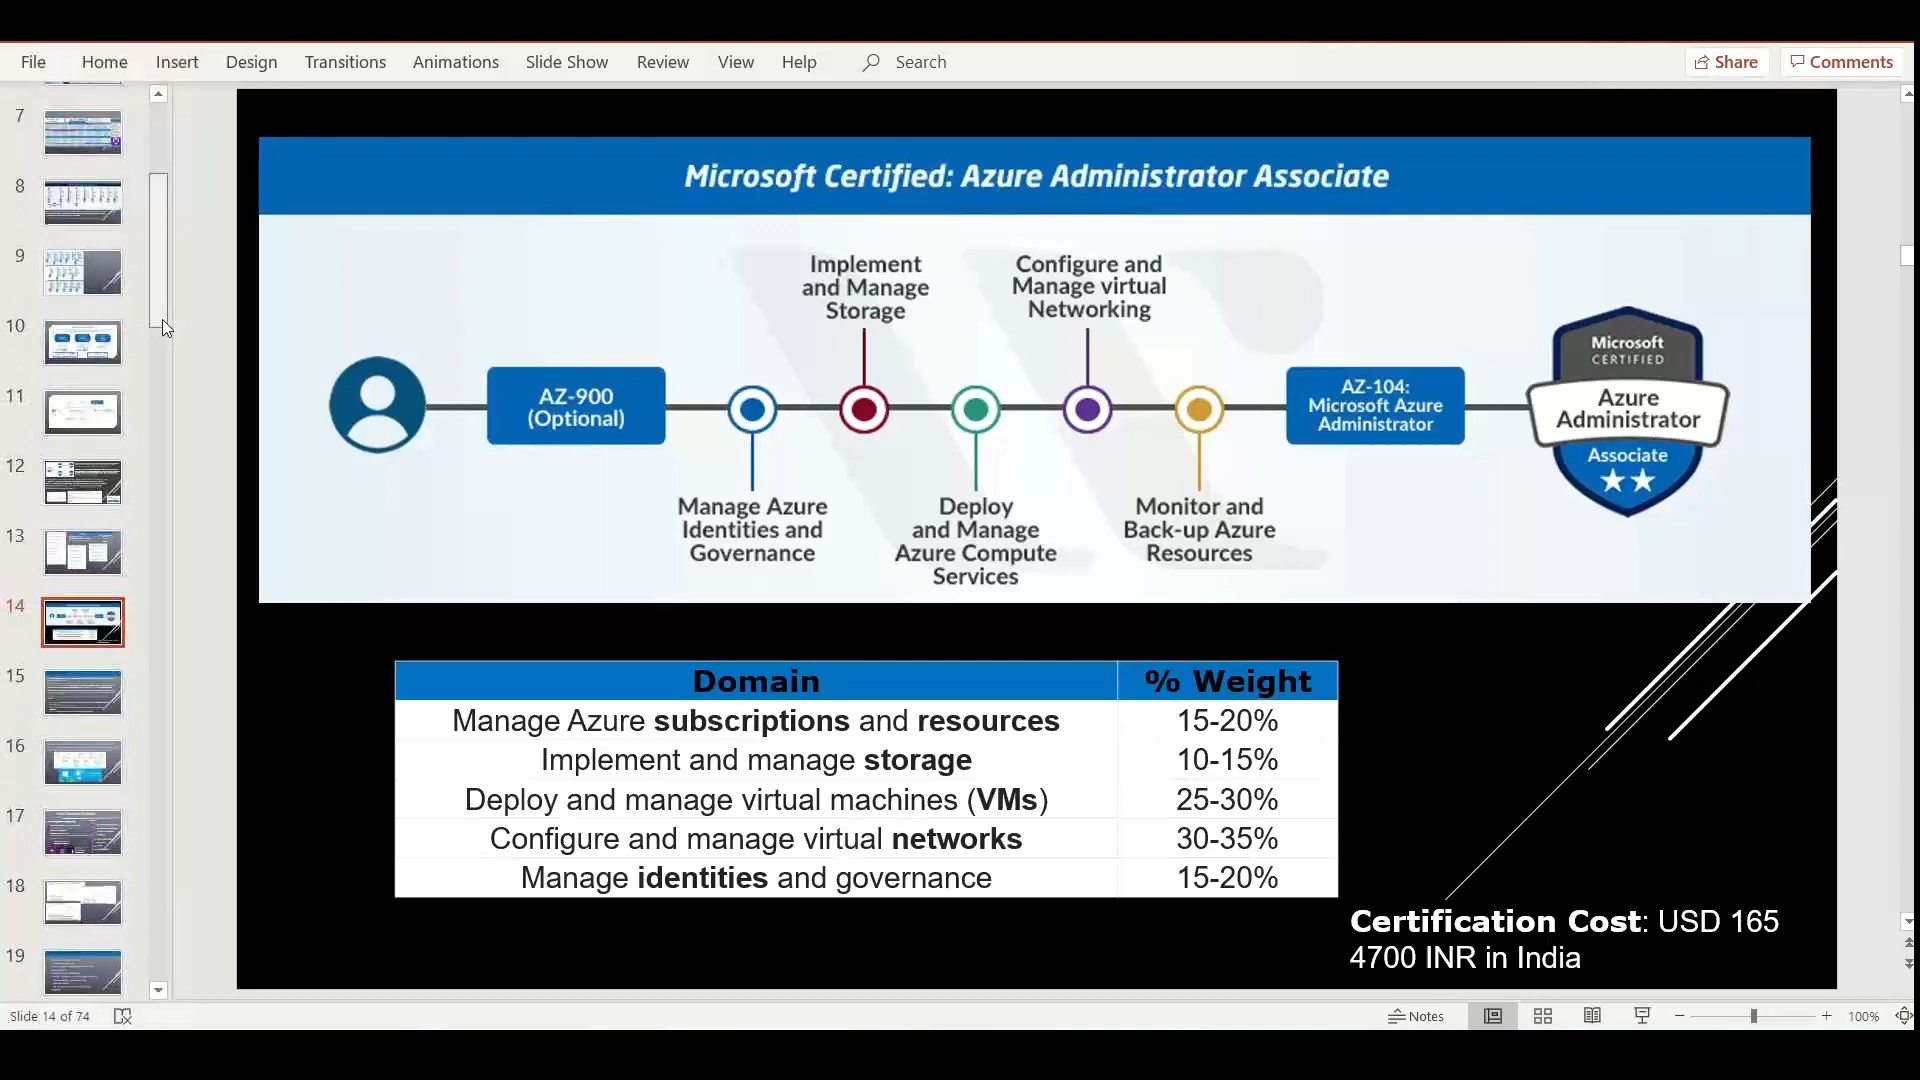 File Home Insert Design Transitions Animations Slide Show Review View Help Search Share Comments
7
8
9
10
11
12
13
14
15
16
17
18
19
Microsoft Certified: Azure Administrator Associate
Implement
and Manage
Storage
Configure and
Manage virtual
Networking
AZ-900
(Optional)
AZ-104:
Microsoft Azure
Administrator
Microsoft
CERTIFIED
Azure
Administrator
Associate
Manage Azure
Identities and
Governance
Deploy
and Manage
Azure Compute
Services
Monitor and
Back-up Azure
Resources
Domain % Weight
Manage Azure subscriptions and resources 15-20%
Implement and manage storage 10-15%
Deploy and manage virtual machines (VMs) 25-30%
Configure and manage virtual networks 30-35%
Manage identities and governance 15-20%
Certification Cost: USD 165
4700 INR in India
Slide 14 of 74 Notes 100%